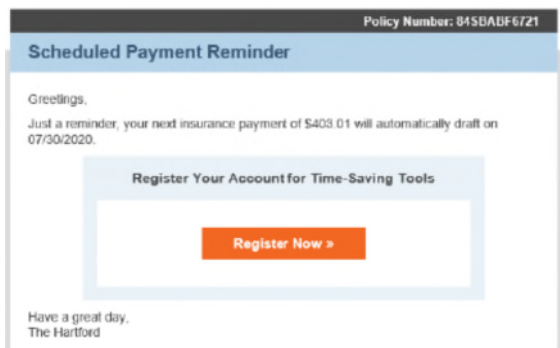 Policy Number: 84SBABF6721
Scheduled Payment Reminder
Greetings,
Just a reminder, your next insurance payment of $403.01 will automatically draft on
07/30/2020.
Register Your Account for Time-Saving Tools
Register Now »
Have a great day,
The Hartford